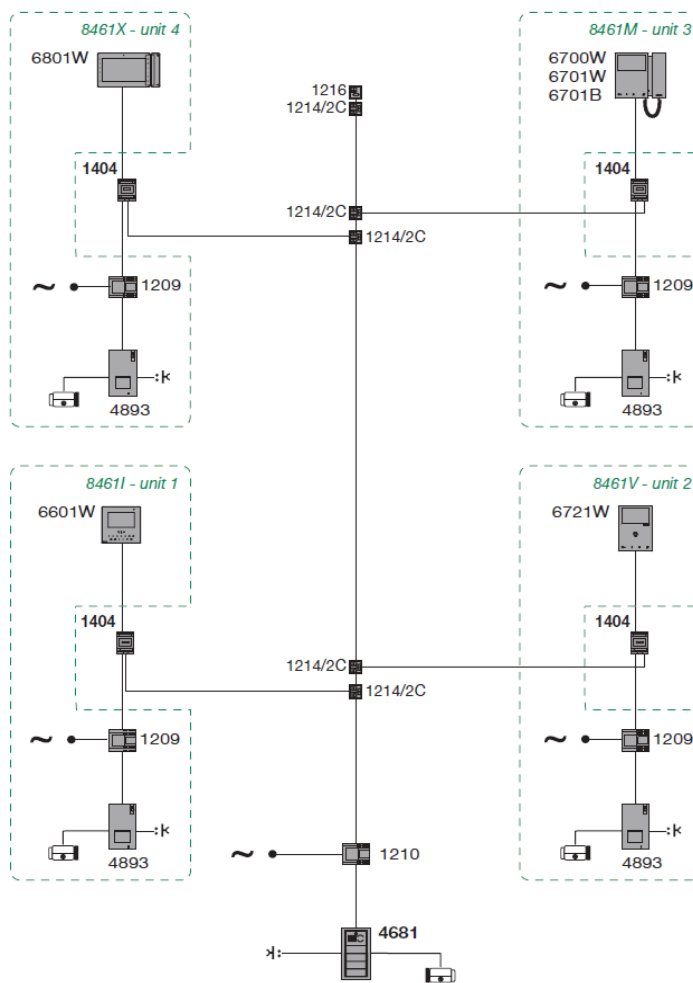 8461X - unit 4
6801W
1404
1209
4893
1216
1214/2C
1214/2C
1214/2C
8461M - unit 3
6700W
6701W
6701B
1404
1209
4893
8461I - unit 1
6601W
1404
1209
4893
1214/2C
1214/2C
1210
4681
8461V - unit 2
6721W
1404
1209
4893